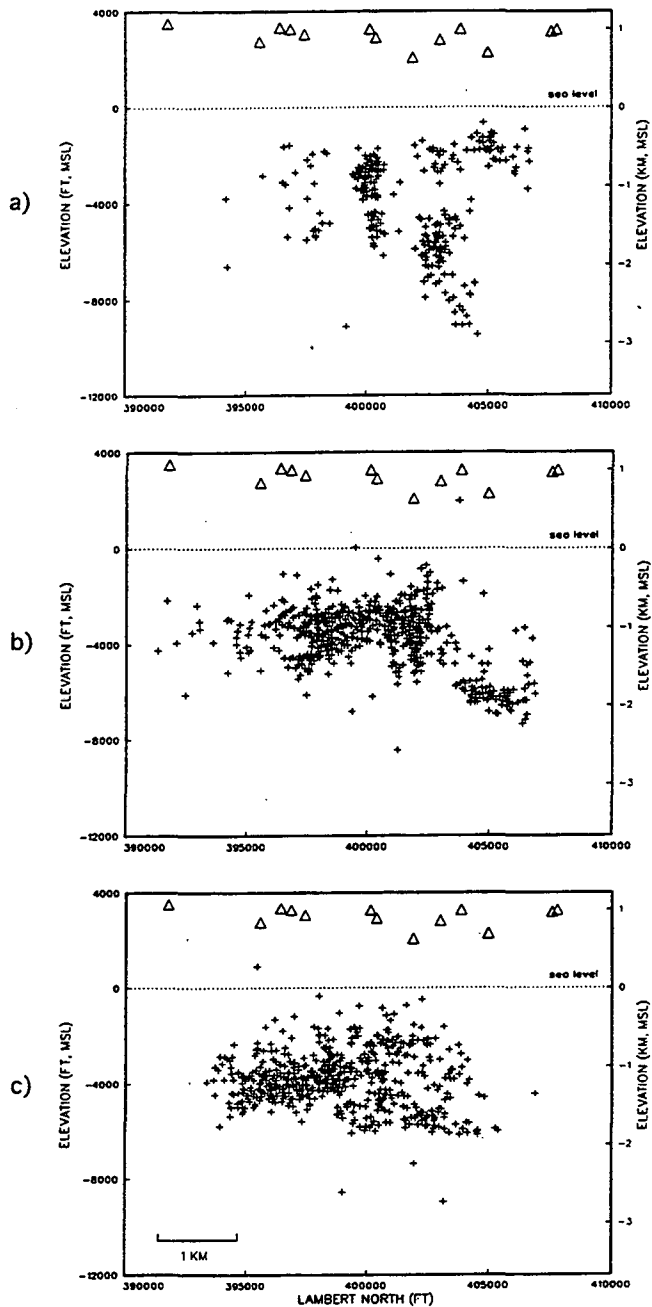 a)
ELEVATION (FT, MSL)
4000
0
-4000
-8000
-12000
sea level
1
0
-1
-2
-3
ELEVATION (KM, MSL)
390000 395000 400000 405000 410000
b)
ELEVATION (FT, MSL)
4000
0
-4000
-8000
-12000
sea level
1
0
-1
-2
-3
ELEVATION (KM, MSL)
390000 395000 400000 405000 410000
c)
ELEVATION (FT, MSL)
4000
0
-4000
-8000
-12000
sea level
1
0
-1
-2
-3
ELEVATION (KM, MSL)
1 KM
390000 395000 400000 405000 410000
LAMBERT NORTH (FT)